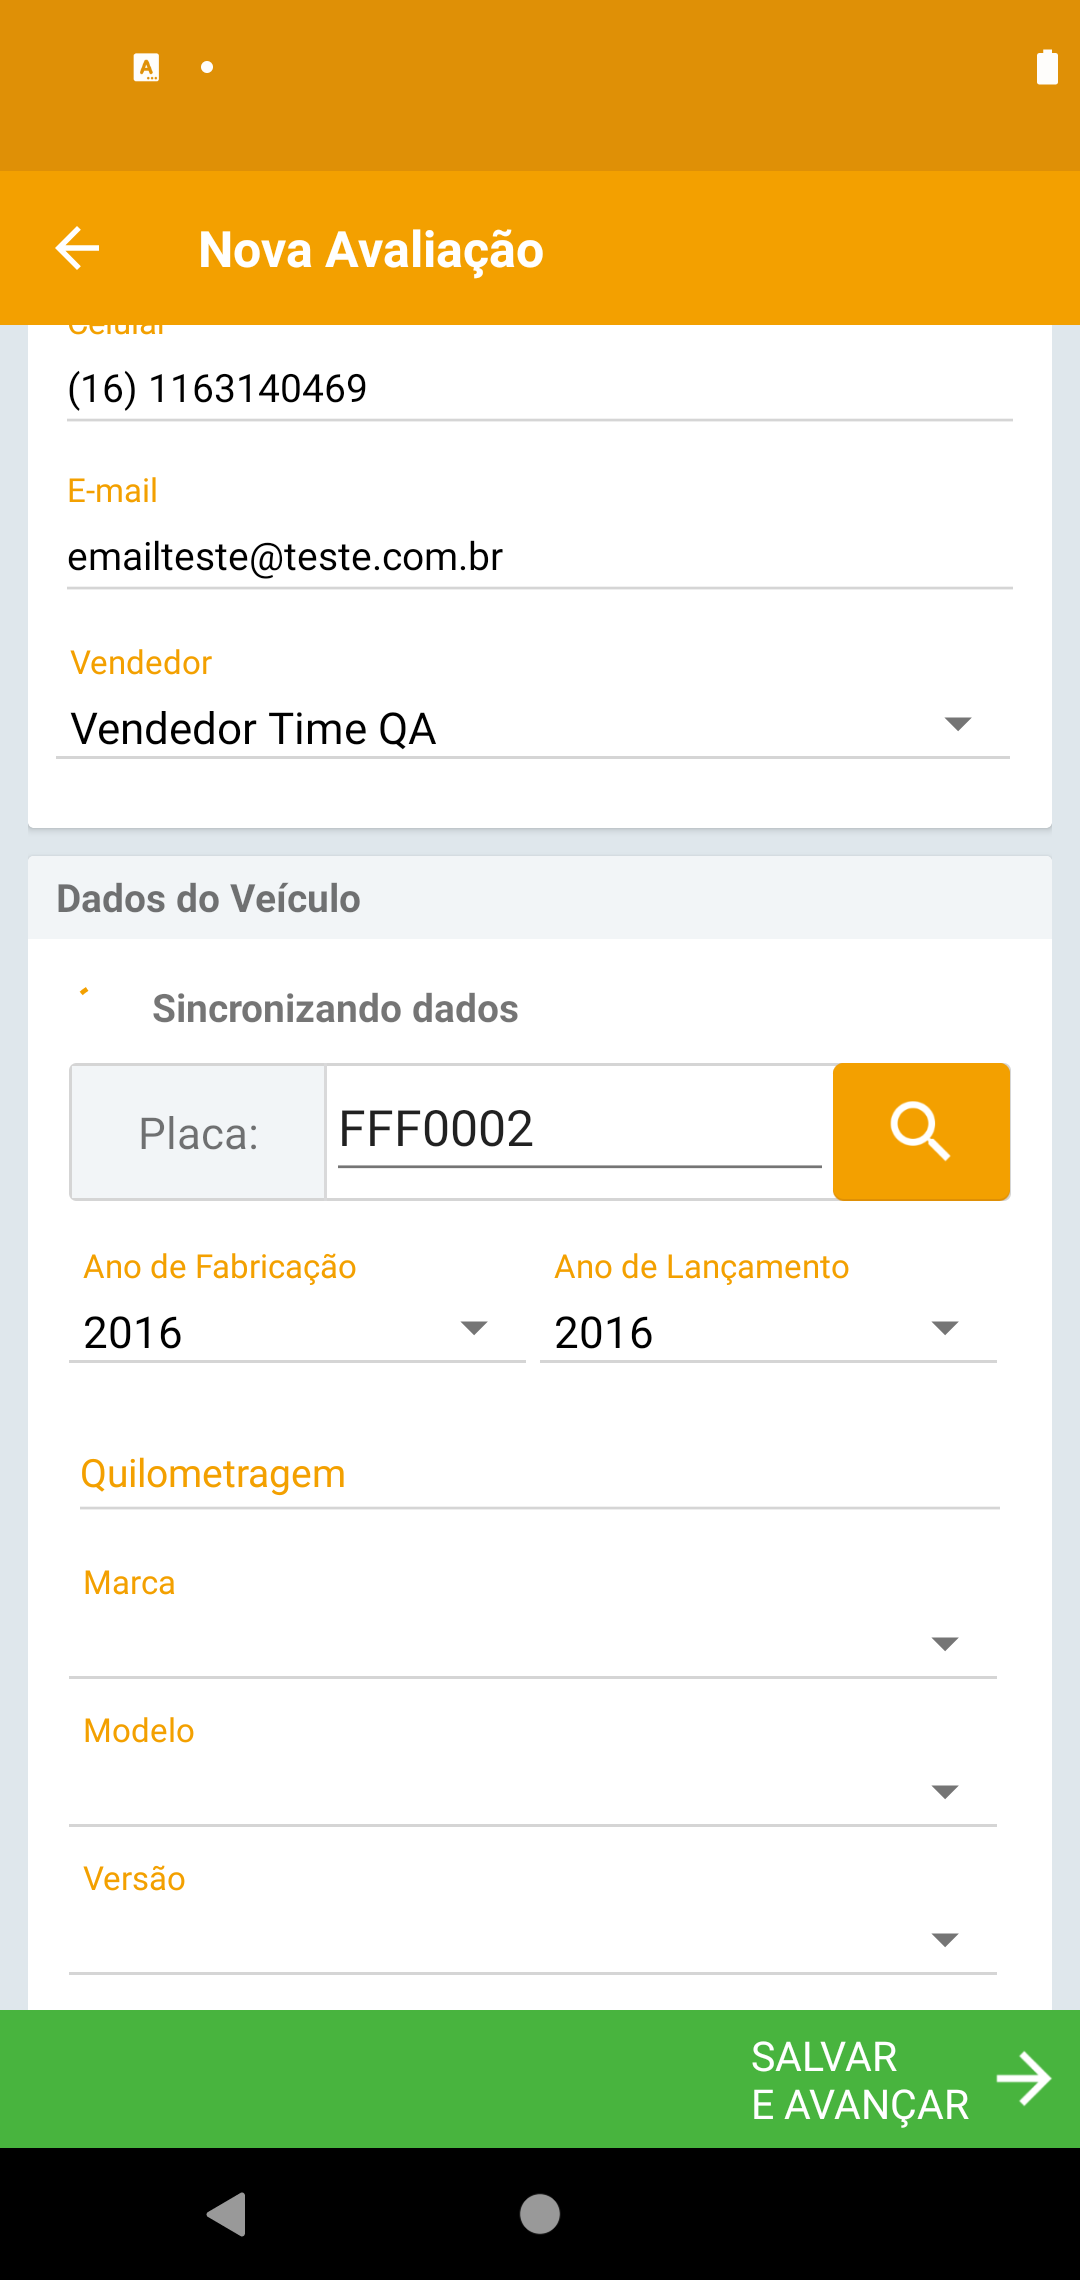 Nova Avaliação
Celular
(16) 1163140469
E-mail
emailteste@teste.com.br
Vendedor
Vendedor Time QA
Dados do Veículo
Sincronizando dados
Placa: FFF0002
Ano de Fabricação Ano de Lançamento
2016 2016
Quilometragem
Marca
Modelo
Versão
SALVAR
E AVANÇAR